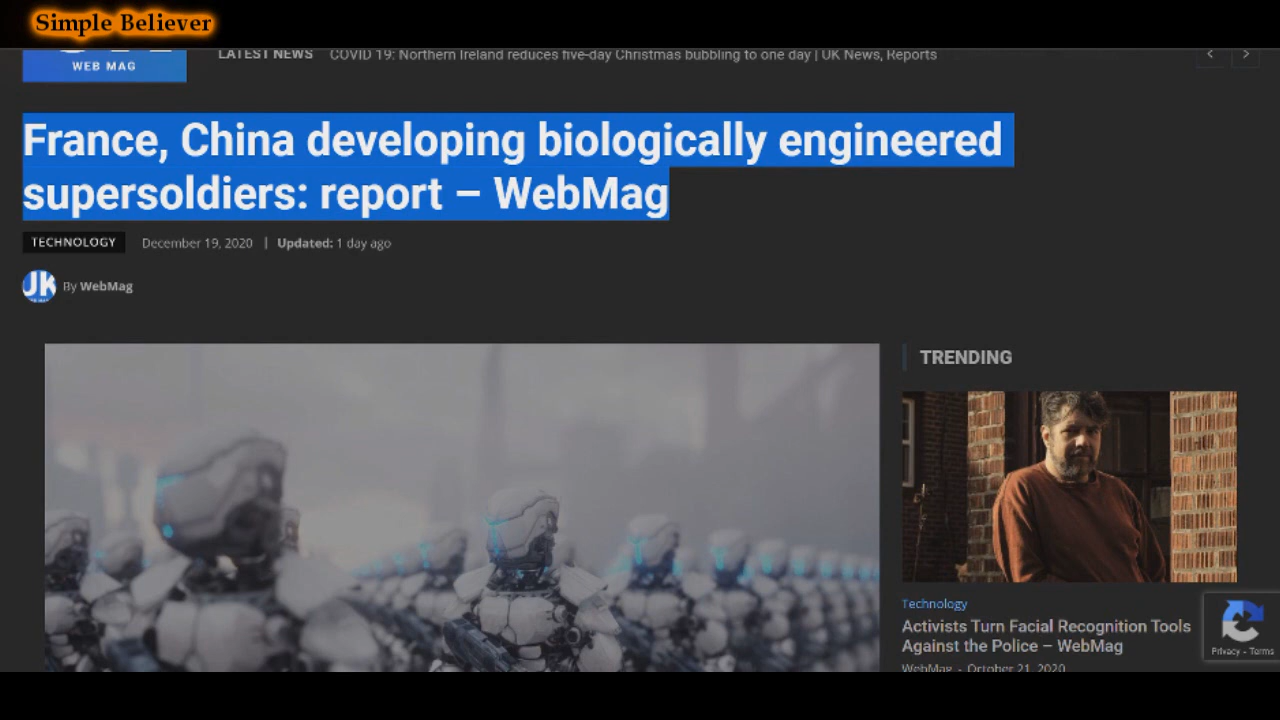 Simple Believer
WEB MAG
LATEST NEWS COVID 19: Northern Ireland reduces five-day Christmas bubbling to one day | UK News, Reports
France, China developing biologically engineered
supersoldiers: report – WebMag
TECHNOLOGY December 19, 2020 | Updated: 1 day ago
UK By WebMag
TRENDING
Technology
Activists Turn Facial Recognition Tools
Against the Police – WebMag
WebMag - October 21, 2020
Privacy - Terms